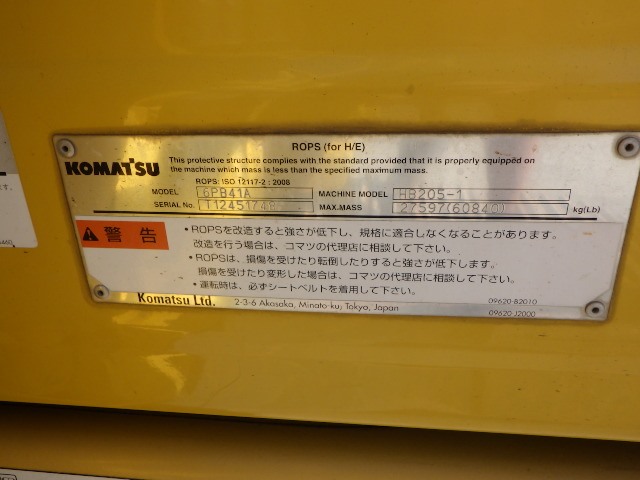 ROPS (for H/E)
KOMATSU
This protective structure complies with the standard provided that it is properly equipped on
the machine which mass is less than the specified maximum mass.
ROPS: ISO 12117-2 : 2008
MODEL 6PB41A MACHINE MODEL HB205-1
SERIAL No. MAX.MASS 27597(60840) kg(Lb)
警告
・ROPSを改造すると強さが低下し、規格に適合しなくなることがあります。
改造を行う場合は、コマツの代理店に相談して下さい。
・ROPSは、損傷を受けたり転倒したりすると強さが低下します。
損傷を受けたり変形した場合は、コマツの代理店に相談して下さい。
・運転時は、必ずシートベルトを着用して下さい。
Komatsu Ltd. 2-3-6 Akasaka, Minato-ku, Tokyo, Japan
09620-B2010
09620-J2000